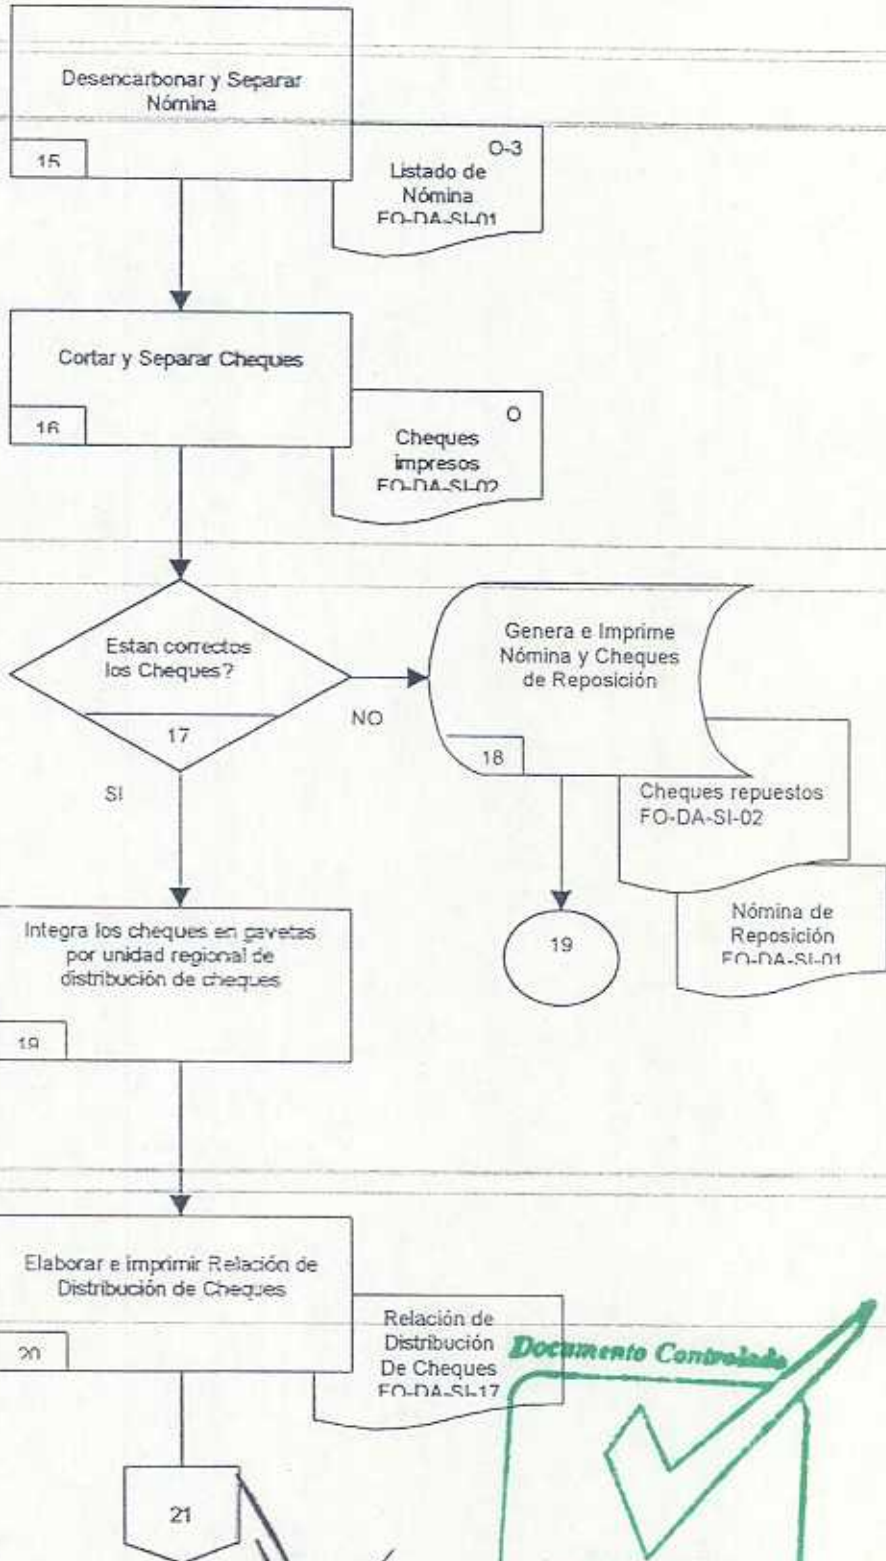 Desencarbonar y Separar
Nómina
15
O-3
Listado de
Nómina
FO-DA-SI-01
Cortar y Separar Cheques
16
O
Cheques
impresos
FO-DA-SI-02
Estan correctos
los Cheques?
17
NO
SI
Genera e Imprime
Nómina y Cheques
de Reposición
18
Cheques repuestos
FO-DA-SI-02
Nómina de
Reposición
FO-DA-SI-01
19
Integra los cheques en gavetas
por unidad regional de
distribución de cheques
19
Elaborar e imprimir Relación de
Distribución de Cheques
20
Relación de
Distribución
De Cheques
FO-DA-SI-17
Documento Controlado
21